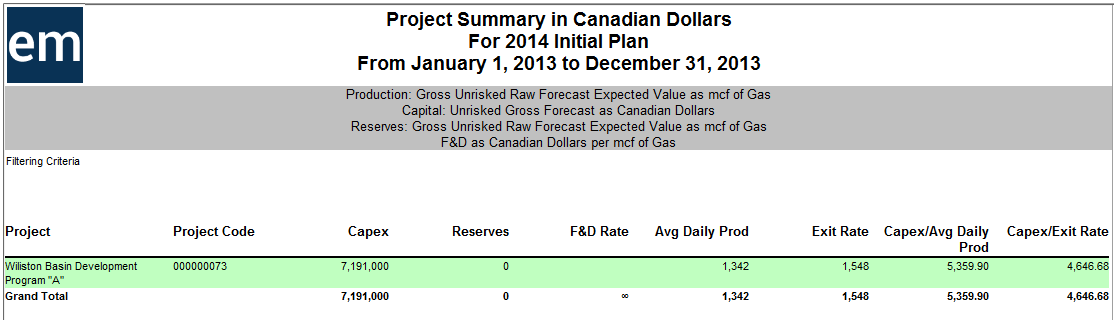 em
Project Summary in Canadian Dollars
For 2014 Initial Plan
From January 1, 2013 to December 31, 2013
Production: Gross Unrisked Raw Forecast Expected Value as mcf of Gas
Capital: Unrisked Gross Forecast as Canadian Dollars
Reserves: Gross Unrisked Raw Forecast Expected Value as mcf of Gas
F&D as Canadian Dollars per mcf of Gas
Filtering Criteria
Project Project Code Capex Reserves F&D Rate Avg Daily Prod Exit Rate Capex/Avg Daily Capex/Exit Rate
Prod
Wiliston Basin Development 000000073 7,191,000 0 1,342 1,548 5,359.90 4,646.68
Program "A"
Grand Total 7,191,000 0 ∞ 1,342 1,548 5,359.90 4,646.68